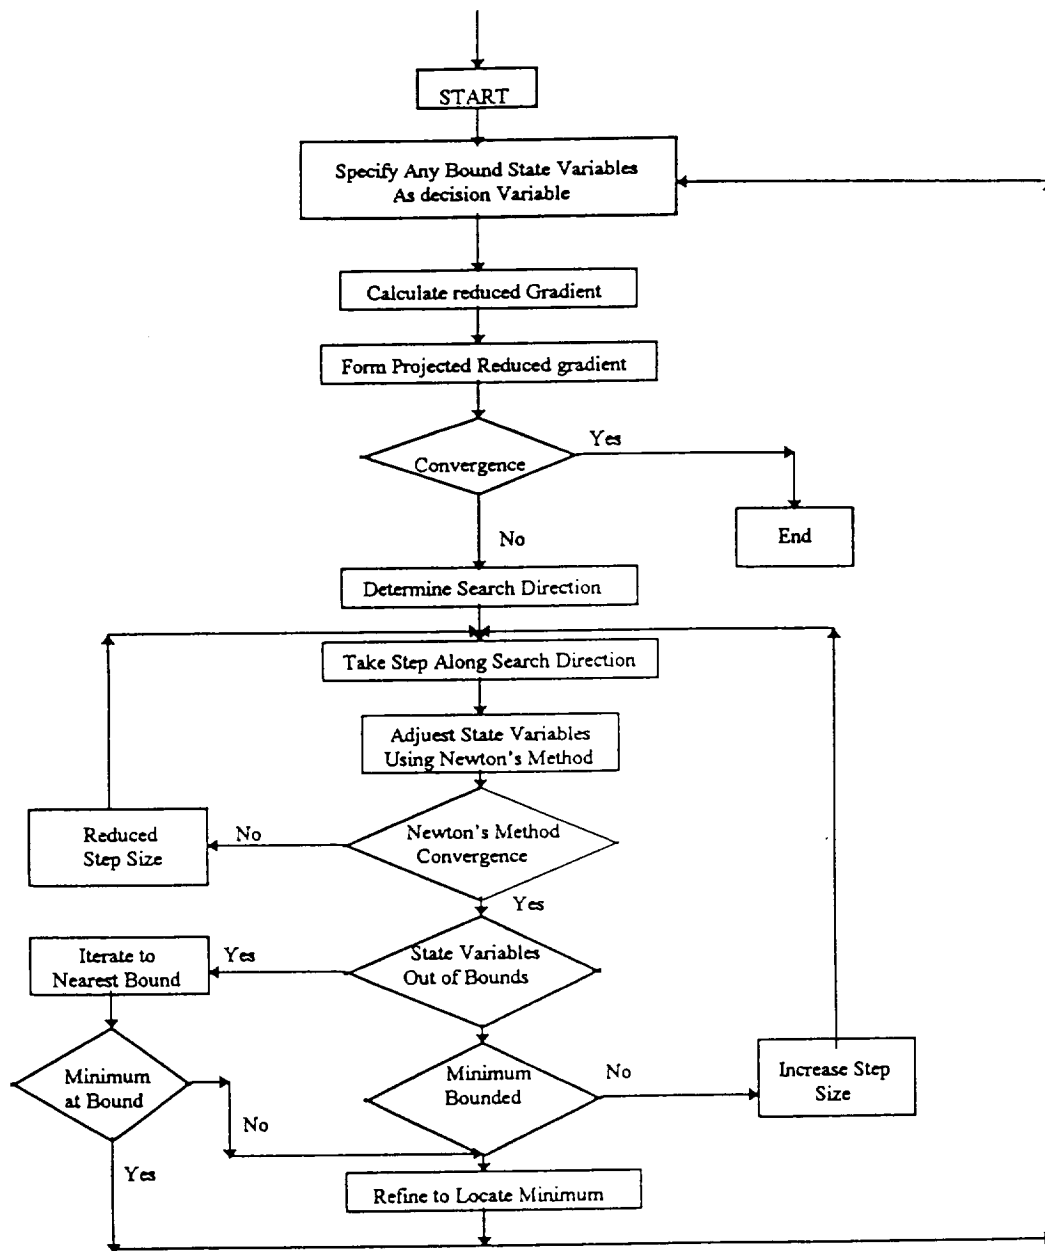 START
Specify Any Bound State Variables
As decision Variable
Calculate reduced Gradient
Form Projected Reduced gradient
Convergence
Yes
End
No
Determine Search Direction
Take Step Along Search Direction
Adjuest State Variables
Using Newton's Method
Reduced
Step Size
No
Newton's Method
Convergence
Yes
Iterate to
Nearest Bound
Yes
State Variables
Out of Bounds
Minimum
at Bound
No
Minimum
Bounded
No
Increase Step
Size
Yes
Refine to Locate Minimum